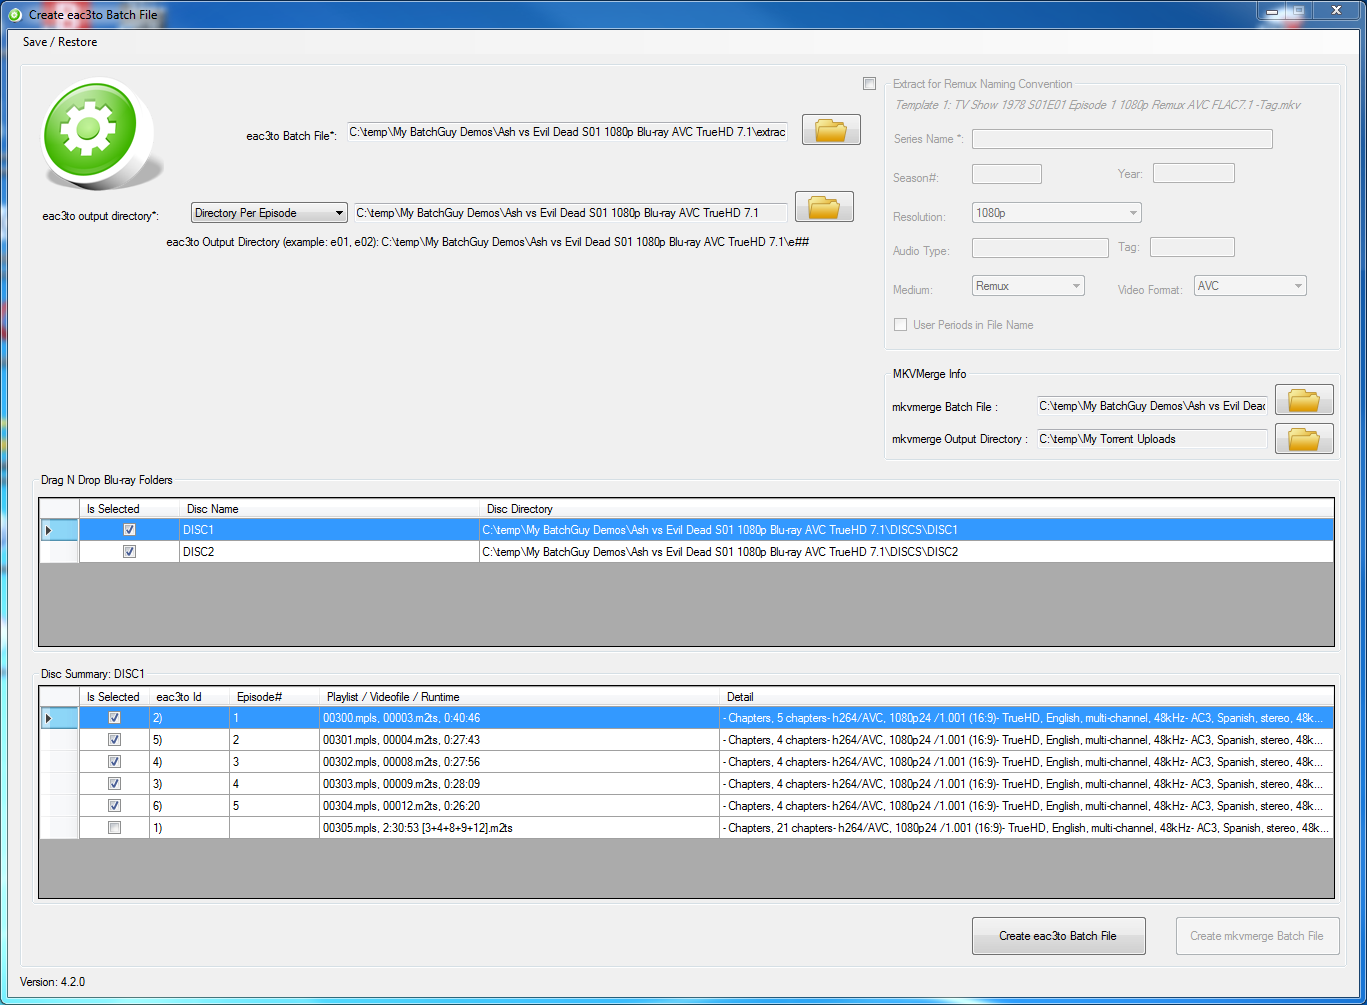 Create eac3to Batch File
Save / Restore
Extract for Remux Naming Convention
Template 1: TV Show 1978 S01E01 Episode 1 1080p Remux AVC FLAC7.1 -Tag.mkv
eac3to Batch File*: C:\temp\My BatchGuy Demos\Ash vs Evil Dead S01 1080p Blu-ray AVC TrueHD 7.1\extrac
Series Name *:
Season#: Year:
eac3to output directory*: Directory Per Episode C:\temp\My BatchGuy Demos\Ash vs Evil Dead S01 1080p Blu-ray AVC TrueHD 7.1
Resolution: 1080p
eac3to Output Directory (example: e01, e02): C:\temp\My BatchGuy Demos\Ash vs Evil Dead S01 1080p Blu-ray AVC TrueHD 7.1\e##
Audio Type: Tag:
Medium: Remux Video Format: AVC
User Periods in File Name
MKVMerge Info
mkvmerge Batch File : C:\temp\My BatchGuy Demos\Ash vs Evil Dead
mkvmerge Output Directory : C:\temp\My Torrent Uploads
Drag N Drop Blu-ray Folders
Is Selected Disc Name Disc Directory
DISC1 C:\temp\My BatchGuy Demos\Ash vs Evil Dead S01 1080p Blu-ray AVC TrueHD 7.1\DISCS\DISC1
DISC2 C:\temp\My BatchGuy Demos\Ash vs Evil Dead S01 1080p Blu-ray AVC TrueHD 7.1\DISCS\DISC2
Disc Summary: DISC1
Is Selected eac3to Id Episode# Playlist / Videofile / Runtime Detail
2) 1 00300.mpls, 00003.m2ts, 0:40:46 - Chapters, 5 chapters- h264/AVC, 1080p24 /1.001 (16:9)- TrueHD, English, multi-channel, 48kHz- AC3, Spanish, stereo, 48k...
5) 2 00301.mpls, 00004.m2ts, 0:27:43 - Chapters, 4 chapters- h264/AVC, 1080p24 /1.001 (16:9)- TrueHD, English, multi-channel, 48kHz- AC3, Spanish, stereo, 48k...
4) 3 00302.mpls, 00008.m2ts, 0:27:56 - Chapters, 4 chapters- h264/AVC, 1080p24 /1.001 (16:9)- TrueHD, English, multi-channel, 48kHz- AC3, Spanish, stereo, 48k...
3) 4 00303.mpls, 00009.m2ts, 0:28:09 - Chapters, 4 chapters- h264/AVC, 1080p24 /1.001 (16:9)- TrueHD, English, multi-channel, 48kHz- AC3, Spanish, stereo, 48k...
6) 5 00304.mpls, 00012.m2ts, 0:26:20 - Chapters, 4 chapters- h264/AVC, 1080p24 /1.001 (16:9)- TrueHD, English, multi-channel, 48kHz- AC3, Spanish, stereo, 48k...
1) 00305.mpls, 2:30:53 [3+4+8+9+12].m2ts - Chapters, 21 chapters- h264/AVC, 1080p24 /1.001 (16:9)- TrueHD, English, multi-channel, 48kHz- AC3, Spanish, stereo, 48k...
Create eac3to Batch File Create mkvmerge Batch File
Version: 4.2.0